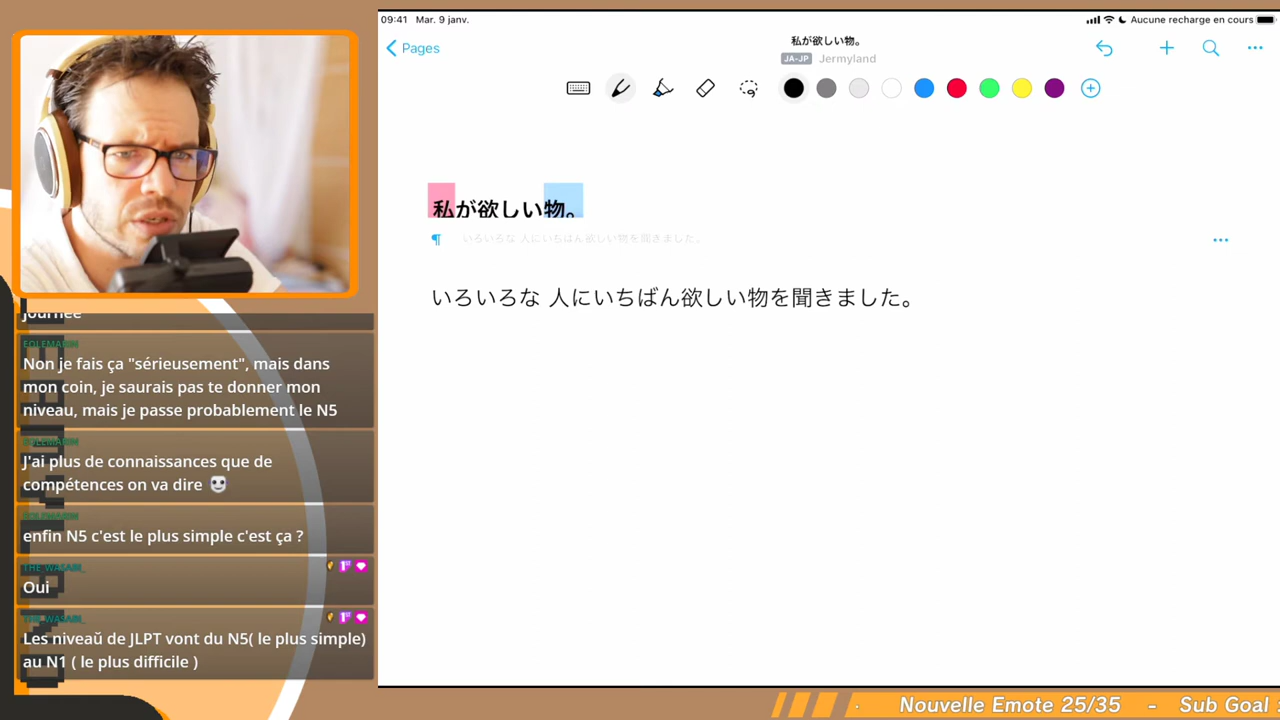 09:41 Mar. 9 janv.
Aucune recharge en cours
Pages
私が欲しい物。
JA-JP Jermyland
私が欲しい物。
いろいろな 人にいちばん欲しい物を聞きました。
いろいろな 人にいちばん欲しい物を聞きました。
journée
EOLEMARIN
Non je fais ça "sérieusement", mais dans
mon coin, je saurais pas te donner mon
niveau, mais je passe probablement le N5
EOLEMARIN
J'ai plus de connaissances que de
compétences on va dire
EOLEMARIN
enfin N5 c'est le plus simple c'est ça ?
THE_WASABI_
Oui
THE_WASABI_
Les niveaŭ de JLPT vont du N5( le plus simple)
au N1 ( le plus difficile )
Nouvelle Emote 25/35 - Sub Goal